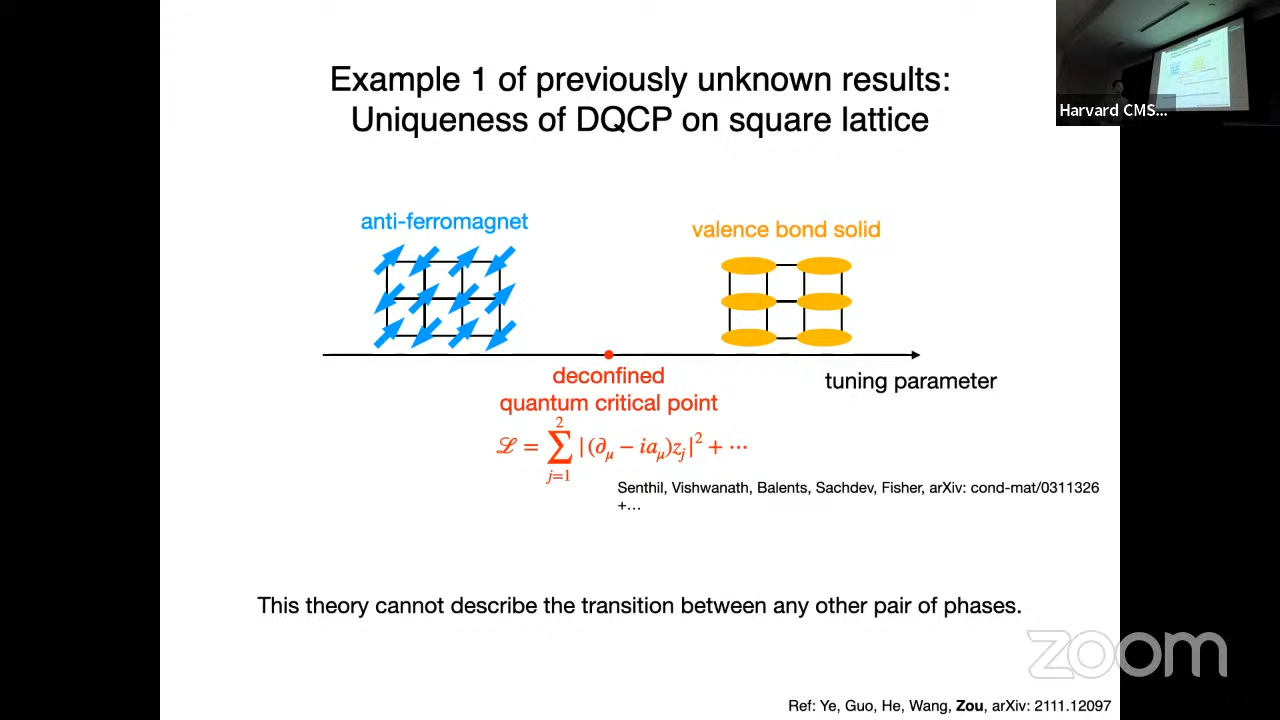 Example 1 of previously unknown results:
Uniqueness of DQCP on square lattice
Harvard CMS...
anti-ferromagnet
valence bond solid
deconfined
quantum critical point
tuning parameter
ℒ = ∑_{j=1}^{2} |(∂_μ − ia_μ)z_j|² + ⋯
Senthil, Vishwanath, Balents, Sachdev, Fisher, arXiv: cond-mat/0311326
+...
This theory cannot describe the transition between any other pair of phases.
zoom
Ref: Ye, Guo, He, Wang, Zou, arXiv: 2111.12097